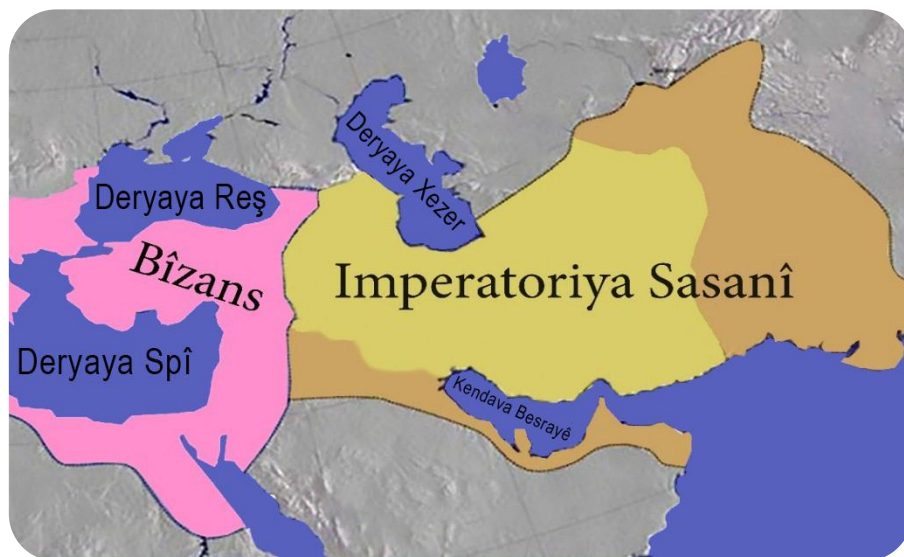 Deryaya Xezer
Deryaya Reş
Bîzans
Imperatoriya Sasanî
Deryaya Spî
Kendava Besrayê